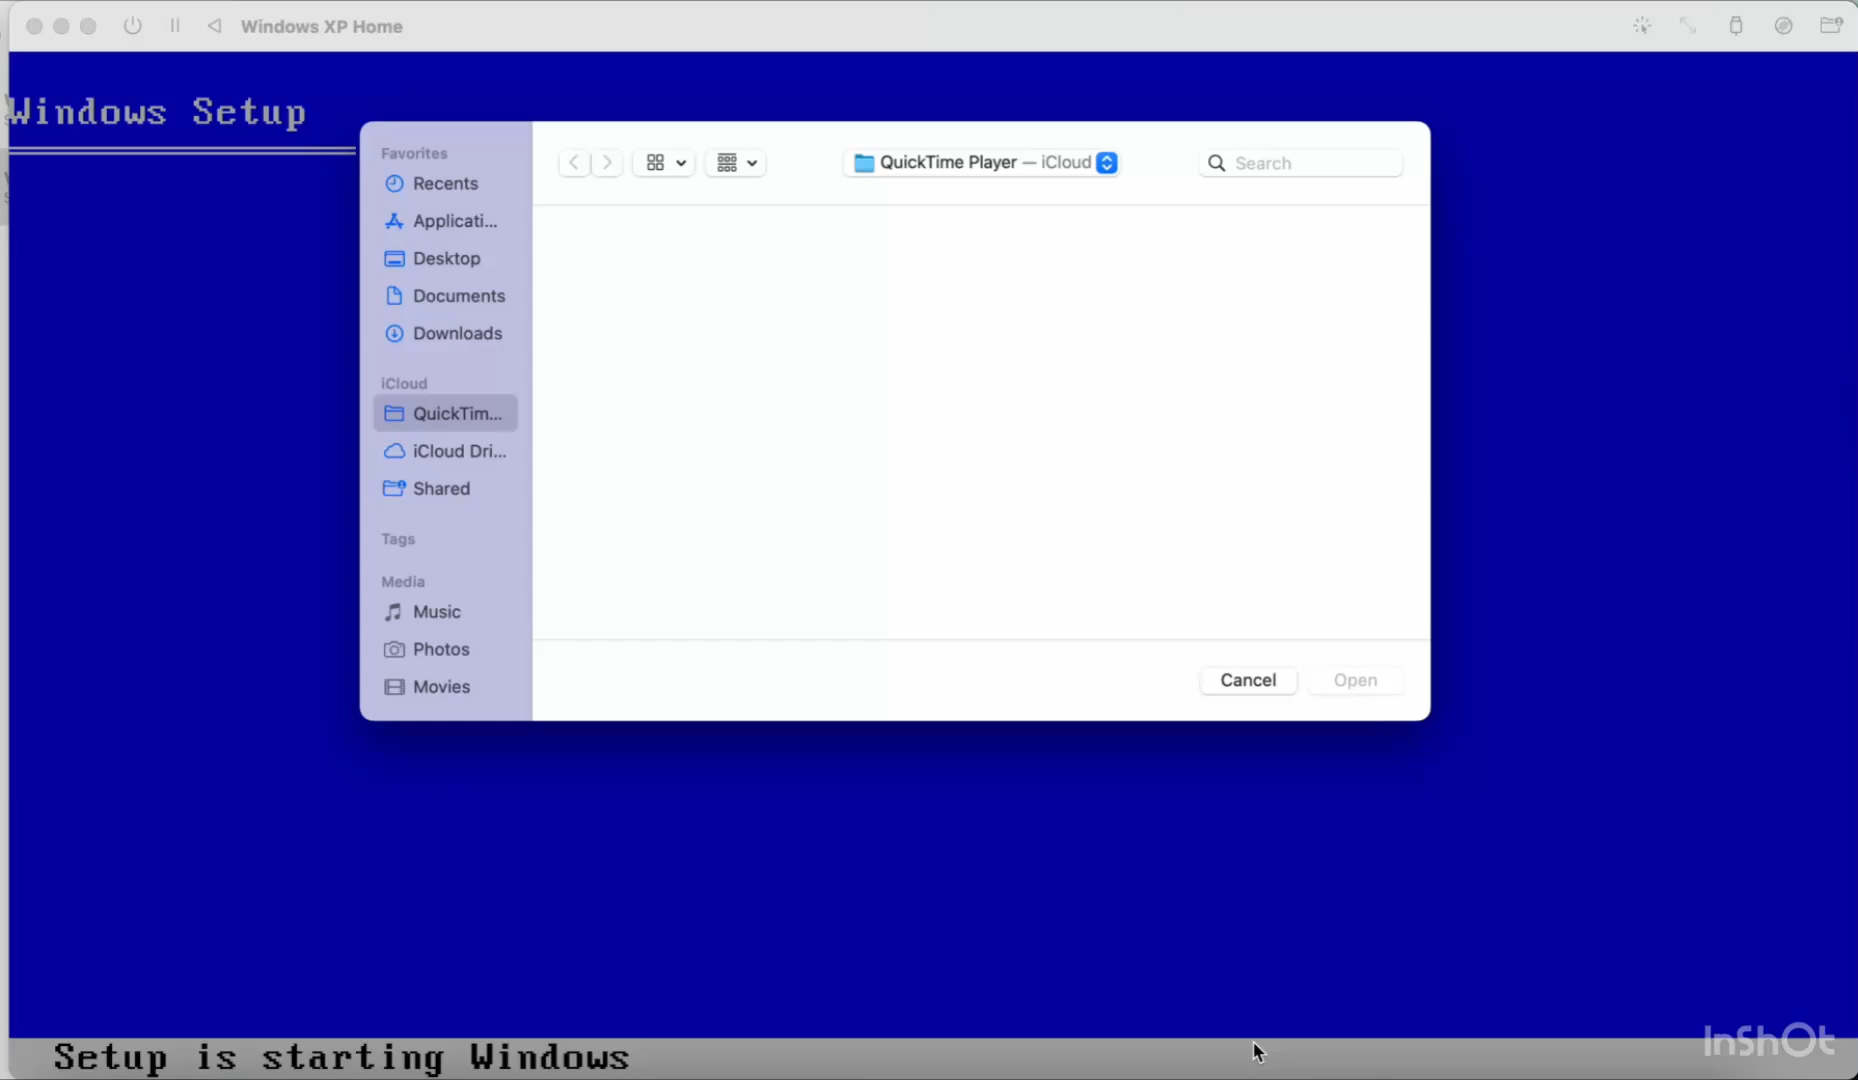 Windows XP Home
Windows Setup
Favorites
Recents
Applicati...
Desktop
Documents
Downloads
iCloud
QuickTim...
iCloud Dri...
Shared
Tags
Media
Music
Photos
Movies
QuickTime Player — iCloud
Search
Cancel
Open
Setup is starting Windows
InShOt